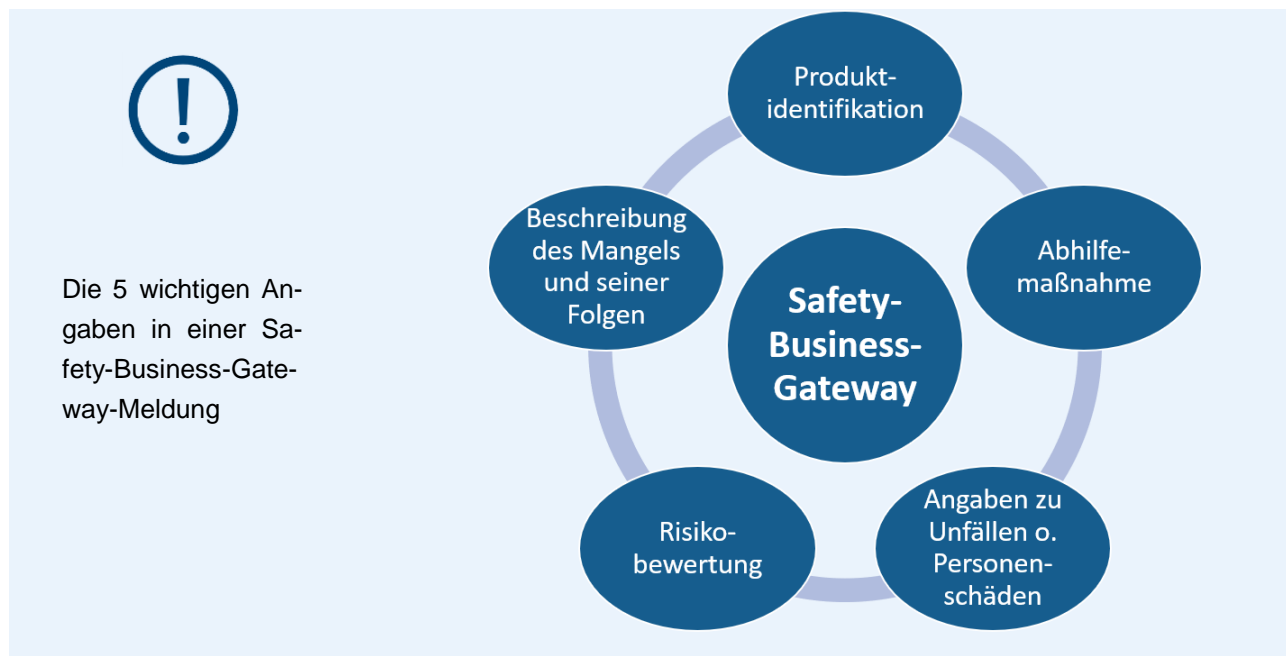 Die 5 wichtigen An-
gaben in einer Sa-
fety-Business-Gate-
way-Meldung
Produkt-
identifikation
Abhilfe-
maßnahme
Angaben zu
Unfällen o.
Personen-
schäden
Risiko-
bewertung
Beschreibung
des Mangels
und seiner
Folgen
Safety-
Business-
Gateway